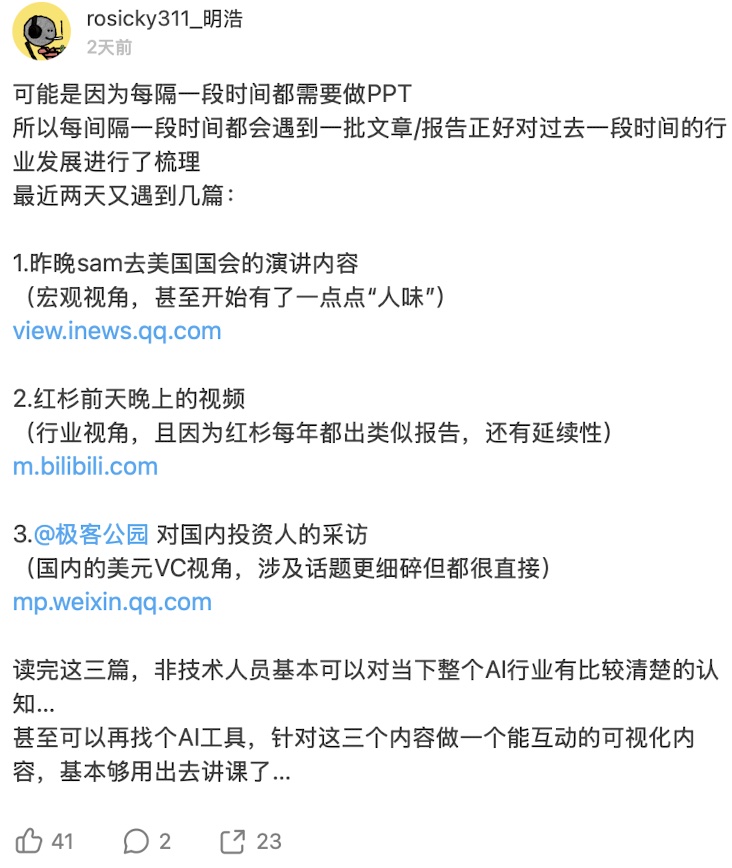 rosicky311_明浩
2天前
可能是因为每隔一段时间都需要做PPT
所以每间隔一段时间都会遇到一批文章/报告正好对过去一段时间的行
业发展进行了梳理
最近两天又遇到几篇：
1.昨晚sam去美国国会的演讲内容
（宏观视角，甚至开始有了一点点“人味”）
view.inews.qq.com
2.红杉前天晚上的视频
（行业视角，且因为红杉每年都出类似报告，还有延续性）
m.bilibili.com
3.@极客公园 对国内投资人的采访
（国内的美元VC视角，涉及话题更细碎但都很直接）
mp.weixin.qq.com
读完这三篇，非技术人员基本可以对当下整个AI行业有比较清楚的认
知...
甚至可以再找个AI工具，针对这三个内容做一个能互动的可视化内
容，基本够用出去讲课了...
41 2 23